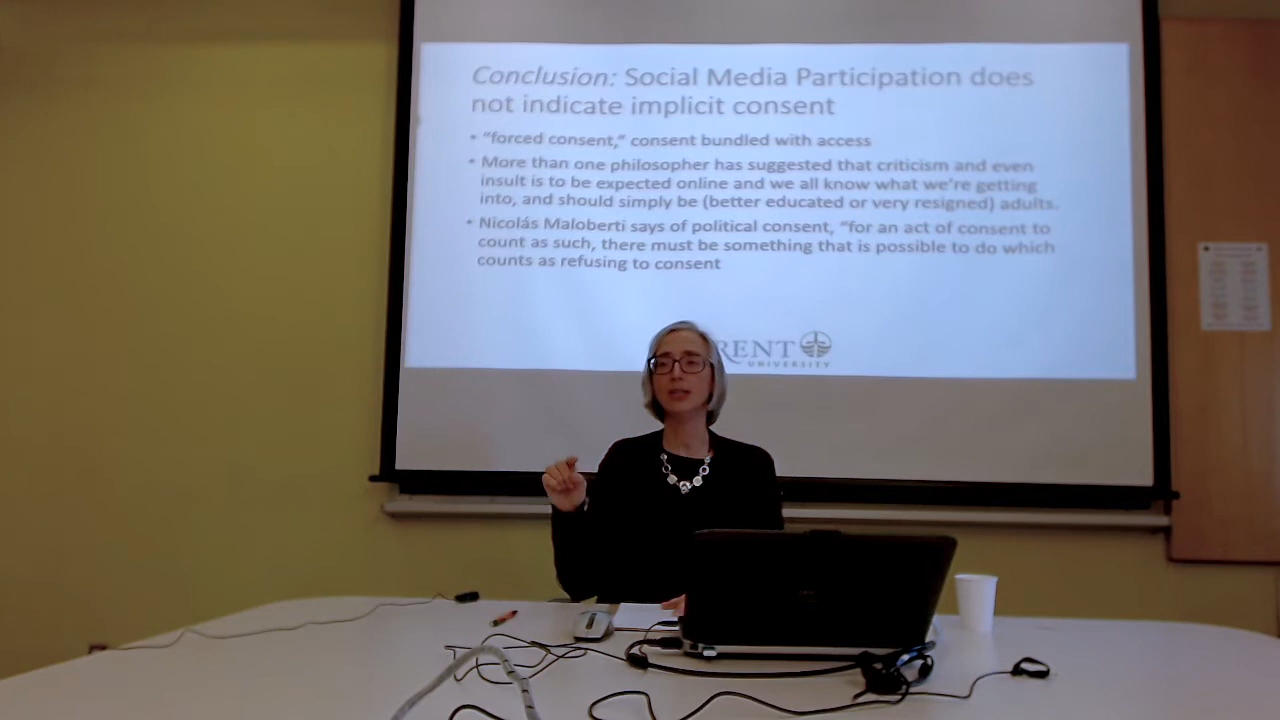 Conclusion: Social Media Participation does
not indicate implicit consent
• “forced consent,“ consent bundled with access
• More than one philosopher has suggested that criticism and even
insult is to be expected online and we all know what we're getting
into, and should simply be (better educated or very resigned) adults.
• Nicolás Maloberti says of political consent, “for an act of consent to
count as such, there must be something that is possible to do which
counts as refusing to consent
RENT
UNIVERSITY